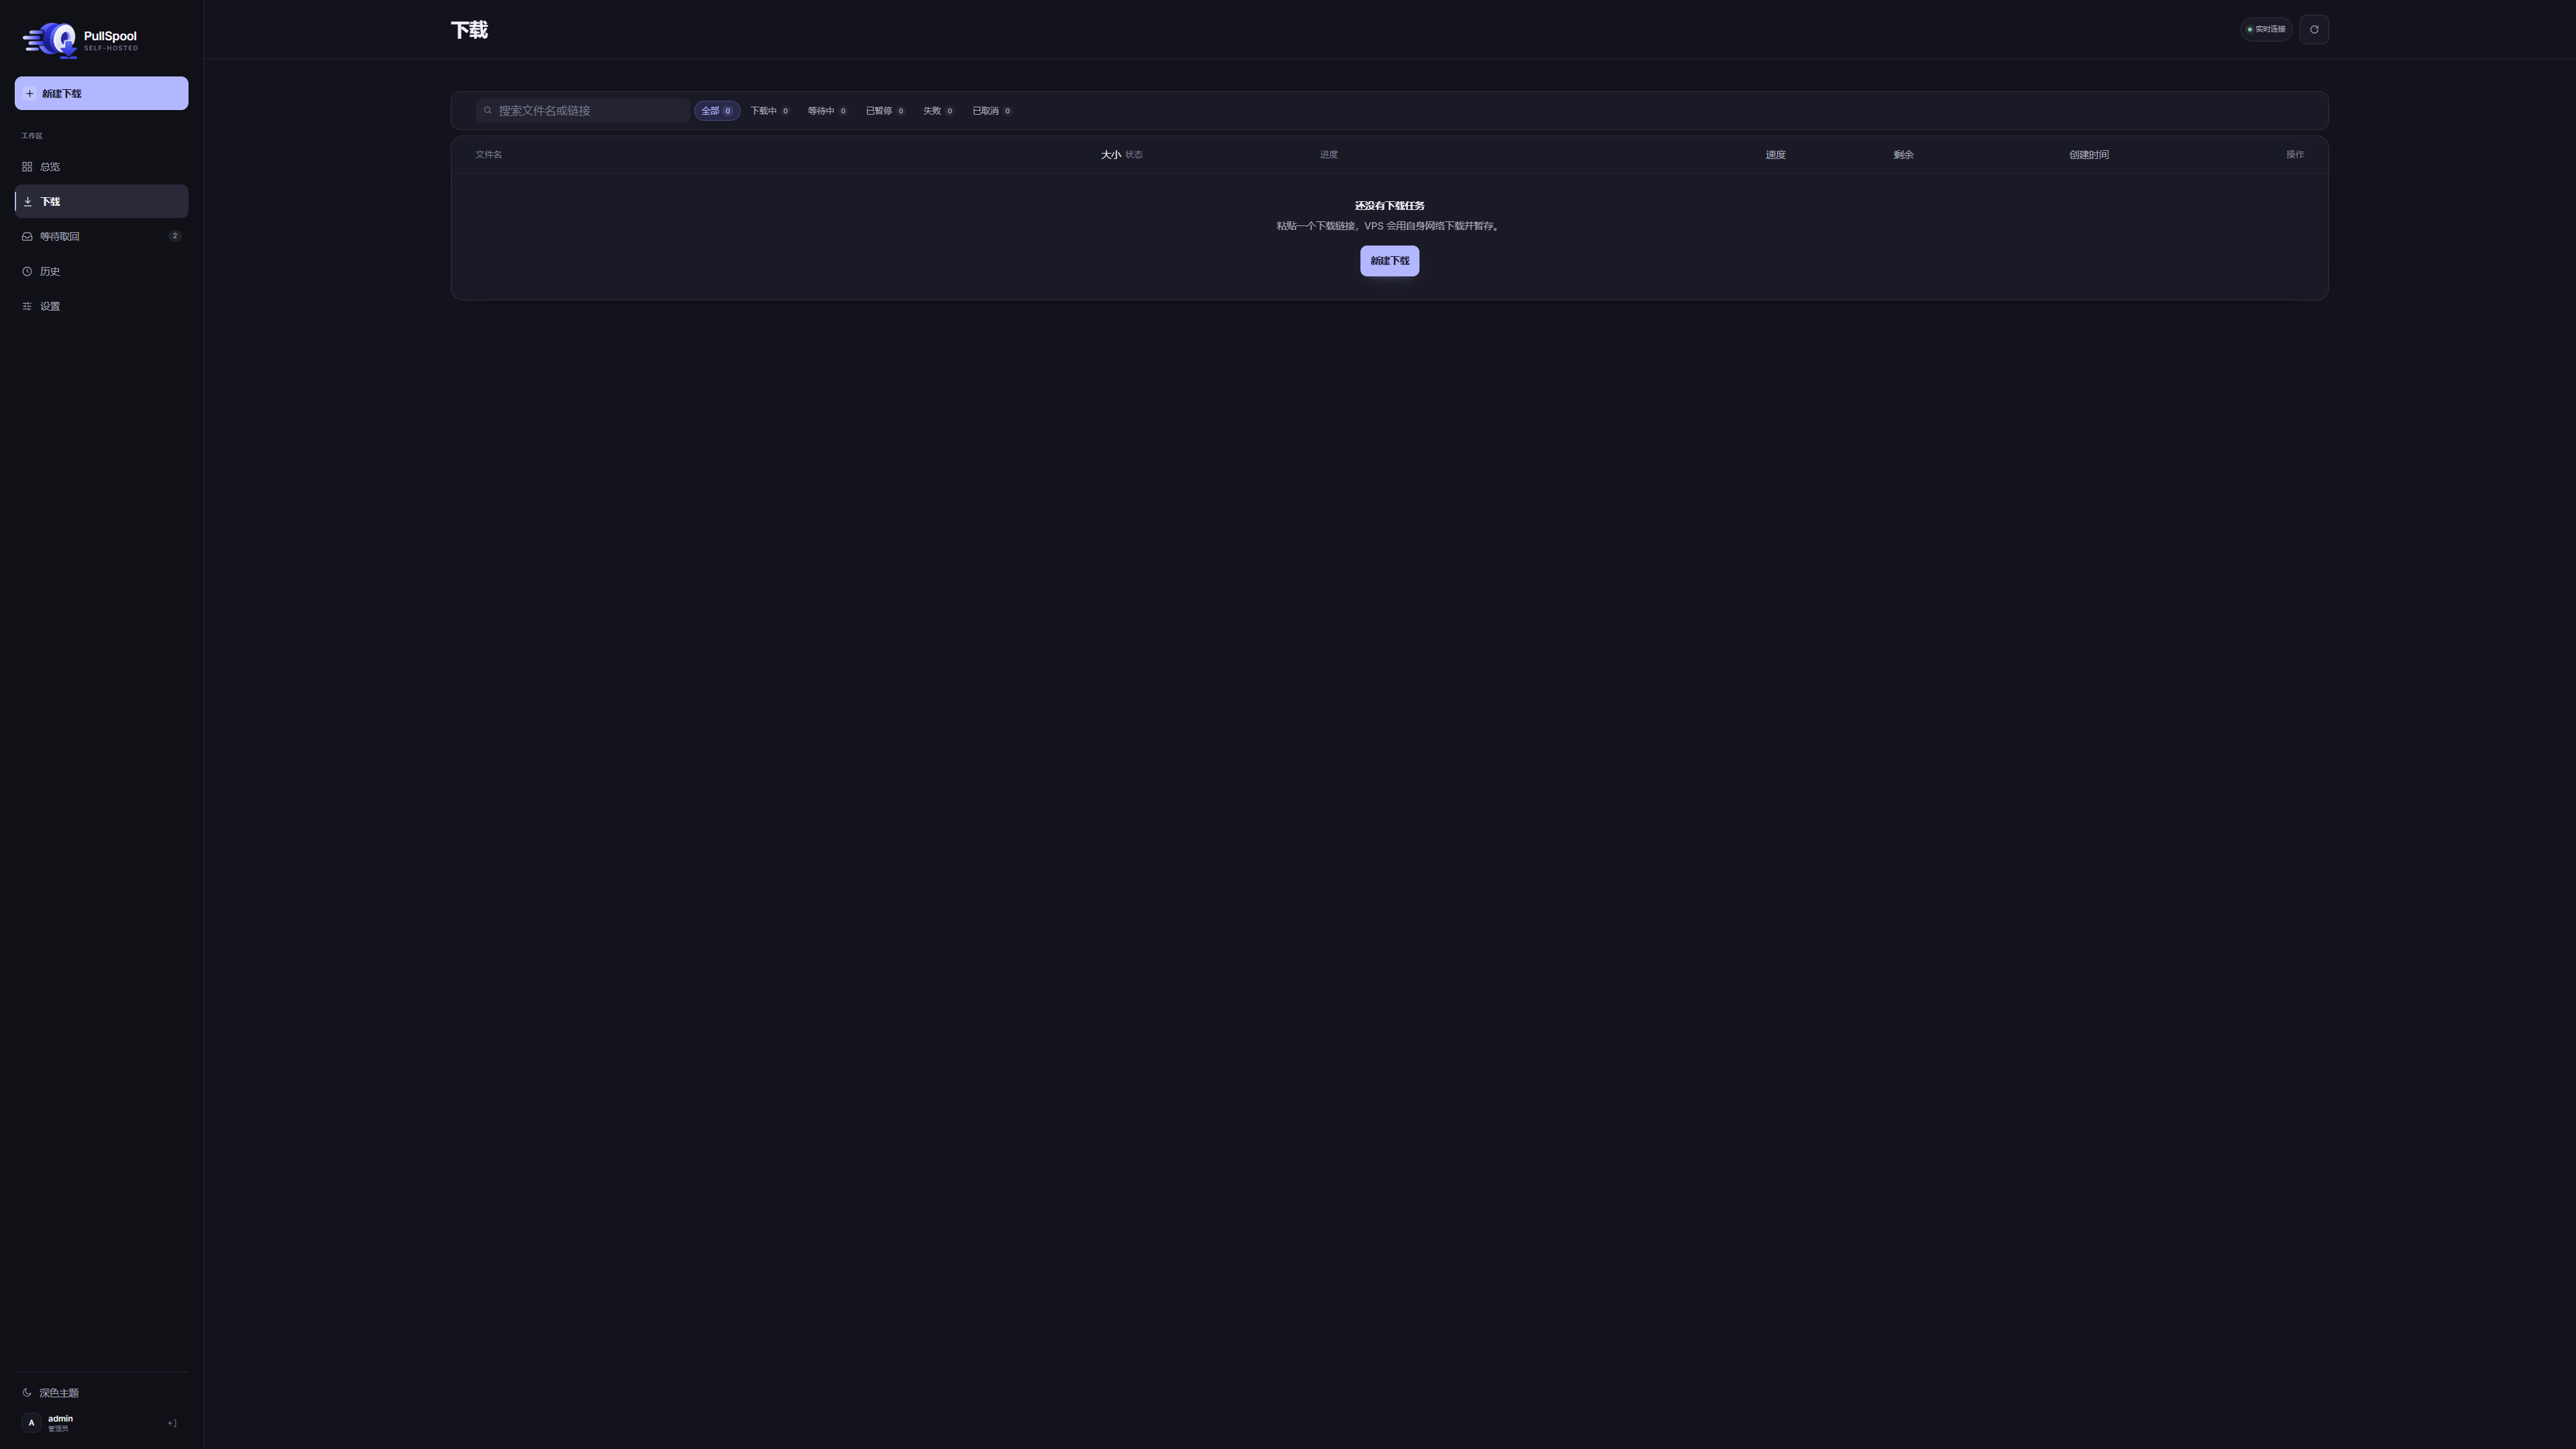 PullSpool
SELF-HOSTED
新建下载
工作区
总览
下载
等待取回 2
历史
设置
深色主题
A admin
管理员
下载
实时连接
搜索文件名或链接 全部 0 下载中 0 等待中 0 已暂停 0 失败 0 已取消 0
文件名 大小 状态 进度 速度 剩余 创建时间 操作
还没有下载任务
粘贴一个下载链接，VPS 会用自身网络下载并暂存。
新建下载